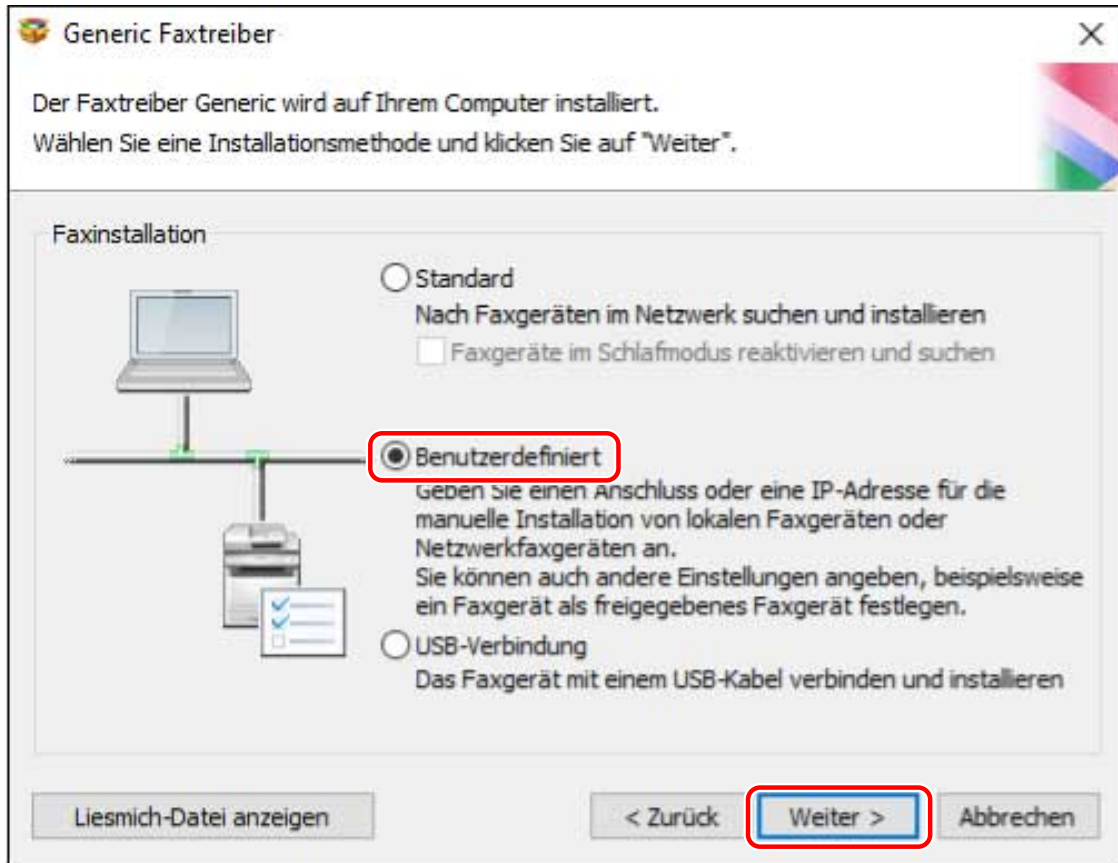 Generic Faxtreiber
Der Faxtreiber Generic wird auf Ihrem Computer installiert.
Wählen Sie eine Installationsmethode und klicken Sie auf "Weiter".
Faxinstallation
Standard
Nach Faxgeräten im Netzwerk suchen und installieren
Faxgeräte im Schlafmodus reaktivieren und suchen
Benutzerdefiniert
Geben Sie einen Anschluss oder eine IP-Adresse für die
manuelle Installation von lokalen Faxgeräten oder
Netzwerkfaxgeräten an.
Sie können auch andere Einstellungen angeben, beispielsweise
ein Faxgerät als freigegebenes Faxgerät festlegen.
USB-Verbindung
Das Faxgerät mit einem USB-Kabel verbinden und installieren
Liesmich-Datei anzeigen
< Zurück
Weiter >
Abbrechen